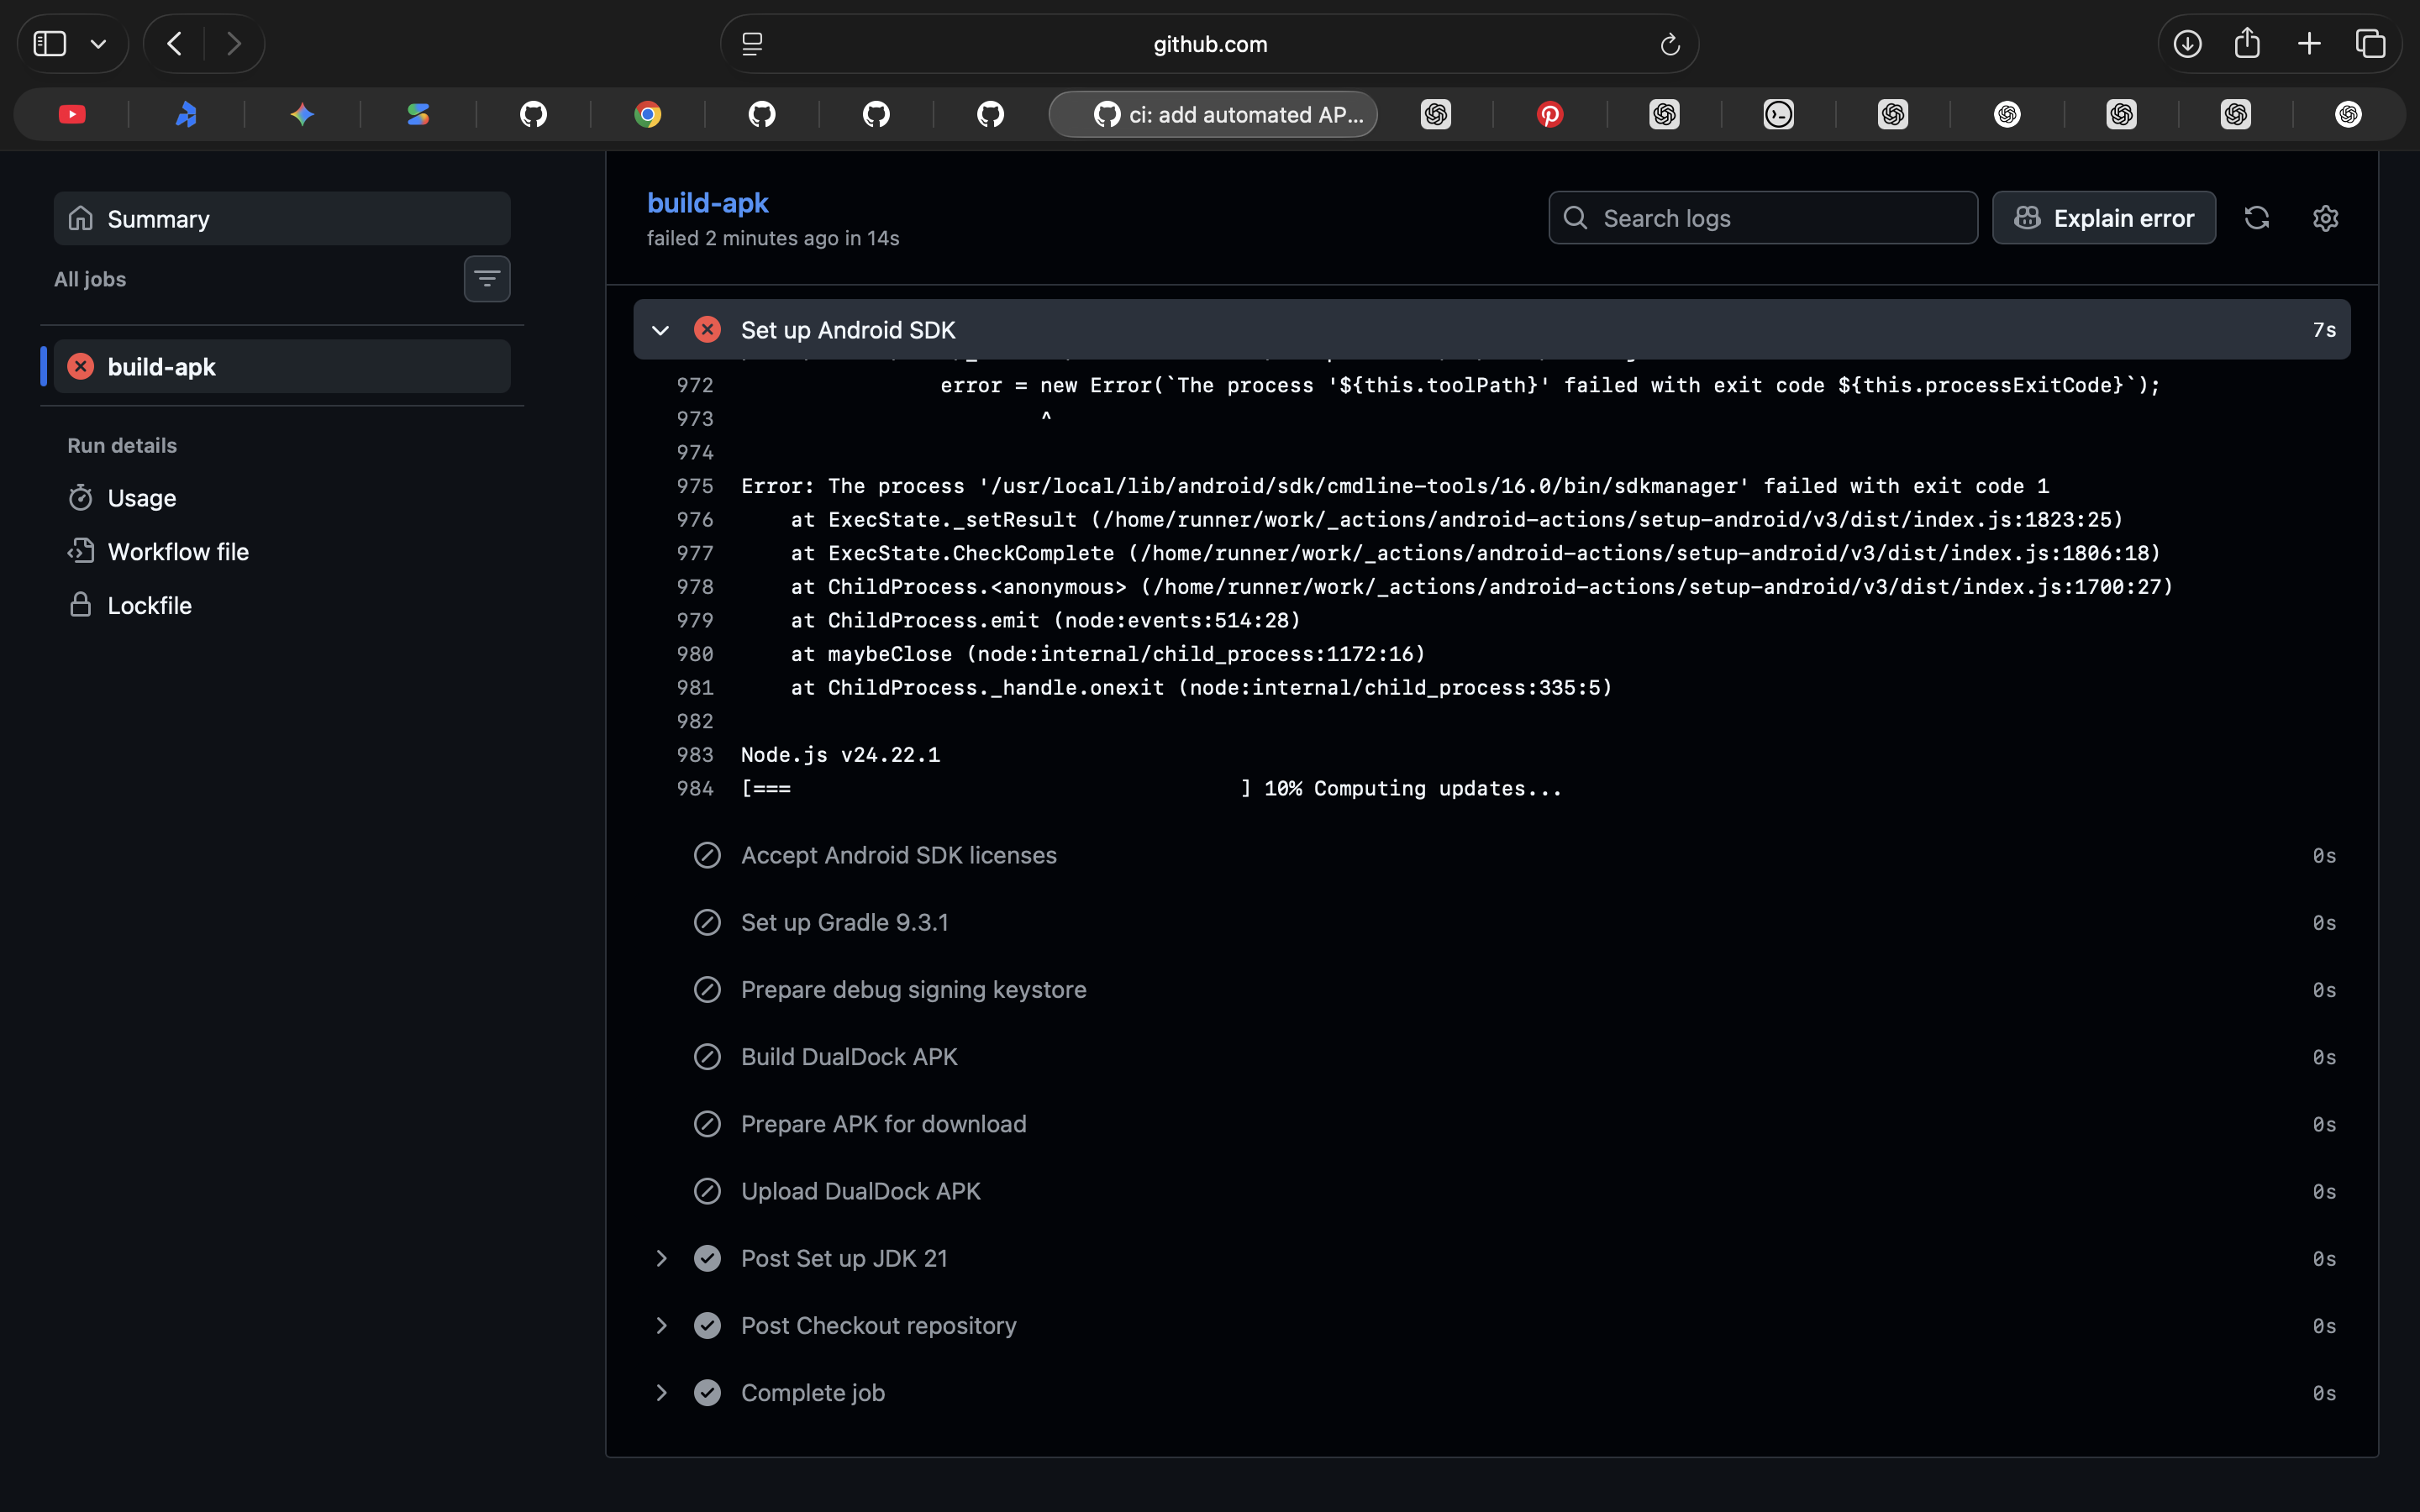 github.com
ci: add automated AP...
Summary
All jobs
build-apk
Run details
Usage
Workflow file
Lockfile
build-apk
failed 2 minutes ago in 14s
Search logs
Explain error
Set up Android SDK 7s
972 error = new Error(`The process '${this.toolPath}' failed with exit code ${this.processExitCode}`);
973 ^
974
975 Error: The process '/usr/local/lib/android/sdk/cmdline-tools/16.0/bin/sdkmanager' failed with exit code 1
976 at ExecState._setResult (/home/runner/work/_actions/android-actions/setup-android/v3/dist/index.js:1823:25)
977 at ExecState.CheckComplete (/home/runner/work/_actions/android-actions/setup-android/v3/dist/index.js:1806:18)
978 at ChildProcess.<anonymous> (/home/runner/work/_actions/android-actions/setup-android/v3/dist/index.js:1700:27)
979 at ChildProcess.emit (node:events:514:28)
980 at maybeClose (node:internal/child_process:1172:16)
981 at ChildProcess._handle.onexit (node:internal/child_process:335:5)
982
983 Node.js v24.22.1
984 [=== ] 10% Computing updates...
Accept Android SDK licenses 0s
Set up Gradle 9.3.1 0s
Prepare debug signing keystore 0s
Build DualDock APK 0s
Prepare APK for download 0s
Upload DualDock APK 0s
Post Set up JDK 21 0s
Post Checkout repository 0s
Complete job 0s